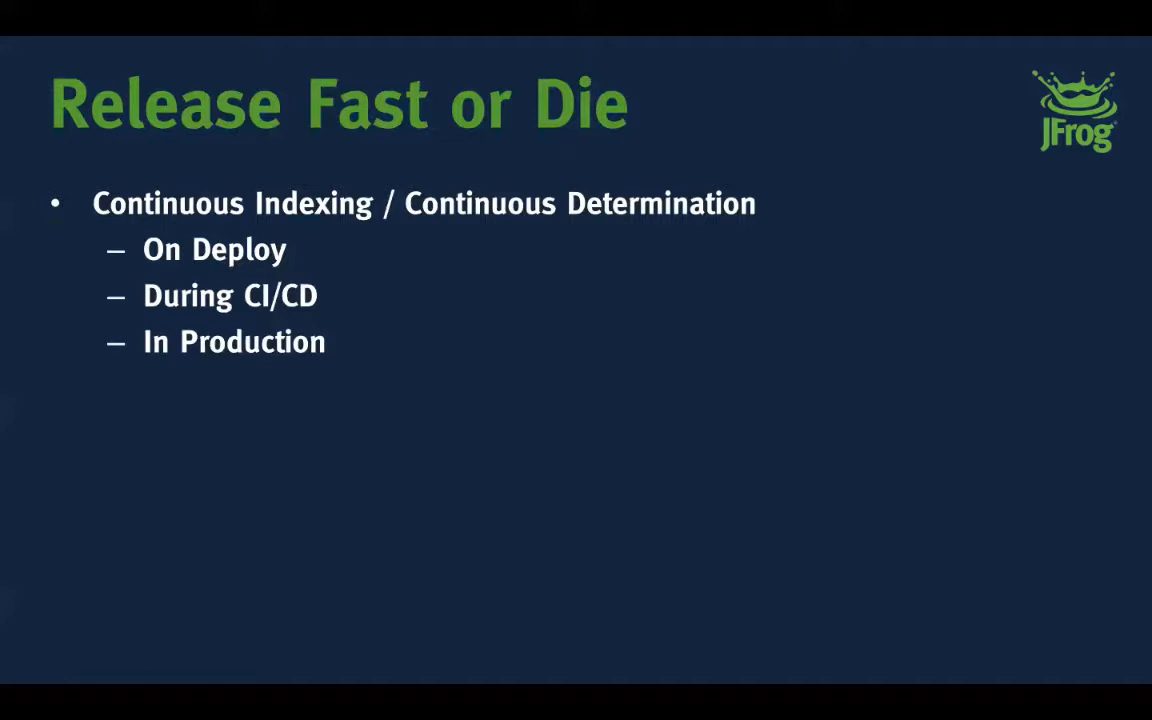 Release Fast or Die
JFrog
• Continuous Indexing / Continuous Determination
– On Deploy
– During CI/CD
– In Production